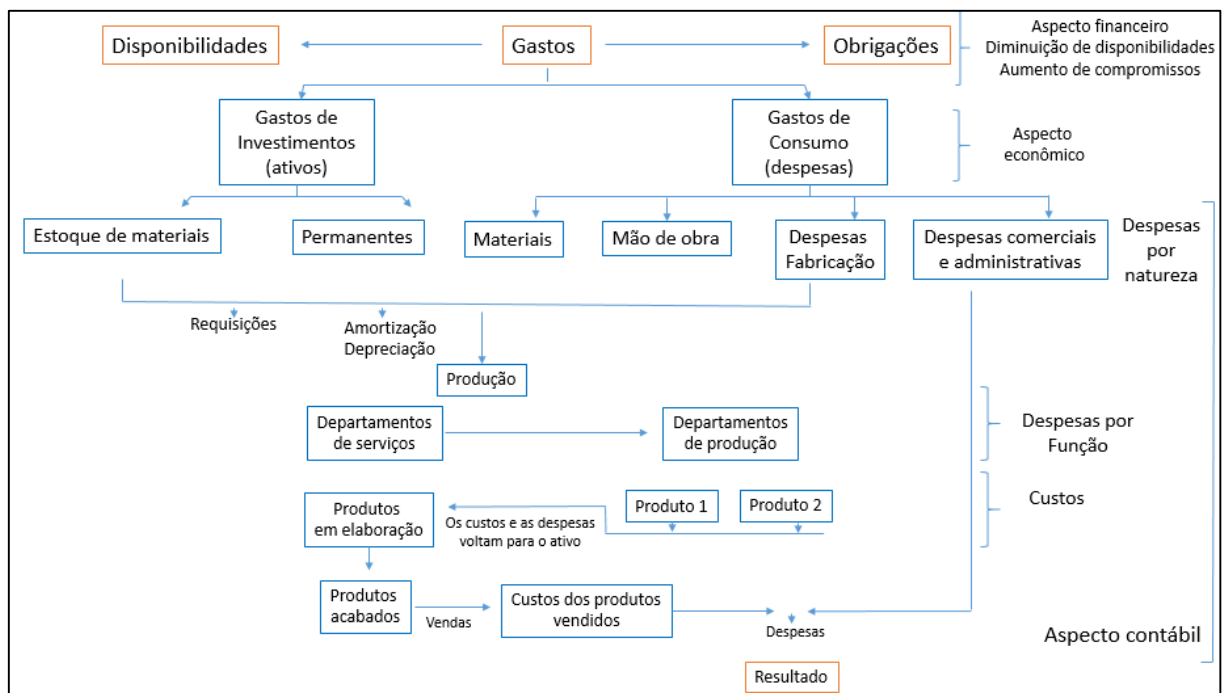 Disponibilidades
Gastos
Obrigações
Aspecto financeiro
Diminuição de disponibilidades
Aumento de compromissos
Gastos de
Investimentos
(ativos)
Gastos de
Consumo
(despesas)
Aspecto
econômico
Estoque de materiais
Permanentes
Materiais
Mão de obra
Despesas
Fabricação
Despesas comerciais
e administrativas
Despesas
por
natureza
Requisições
Amortização
Depreciação
Produção
Departamentos
de serviços
Departamentos
de produção
Despesas por
Função
Produtos
em elaboração
Os custos e as despesas
voltam para o ativo
Produto 1
Produto 2
Custos
Produtos
acabados
Vendas
Custos dos produtos
vendidos
Despesas
Aspecto contábil
Resultado